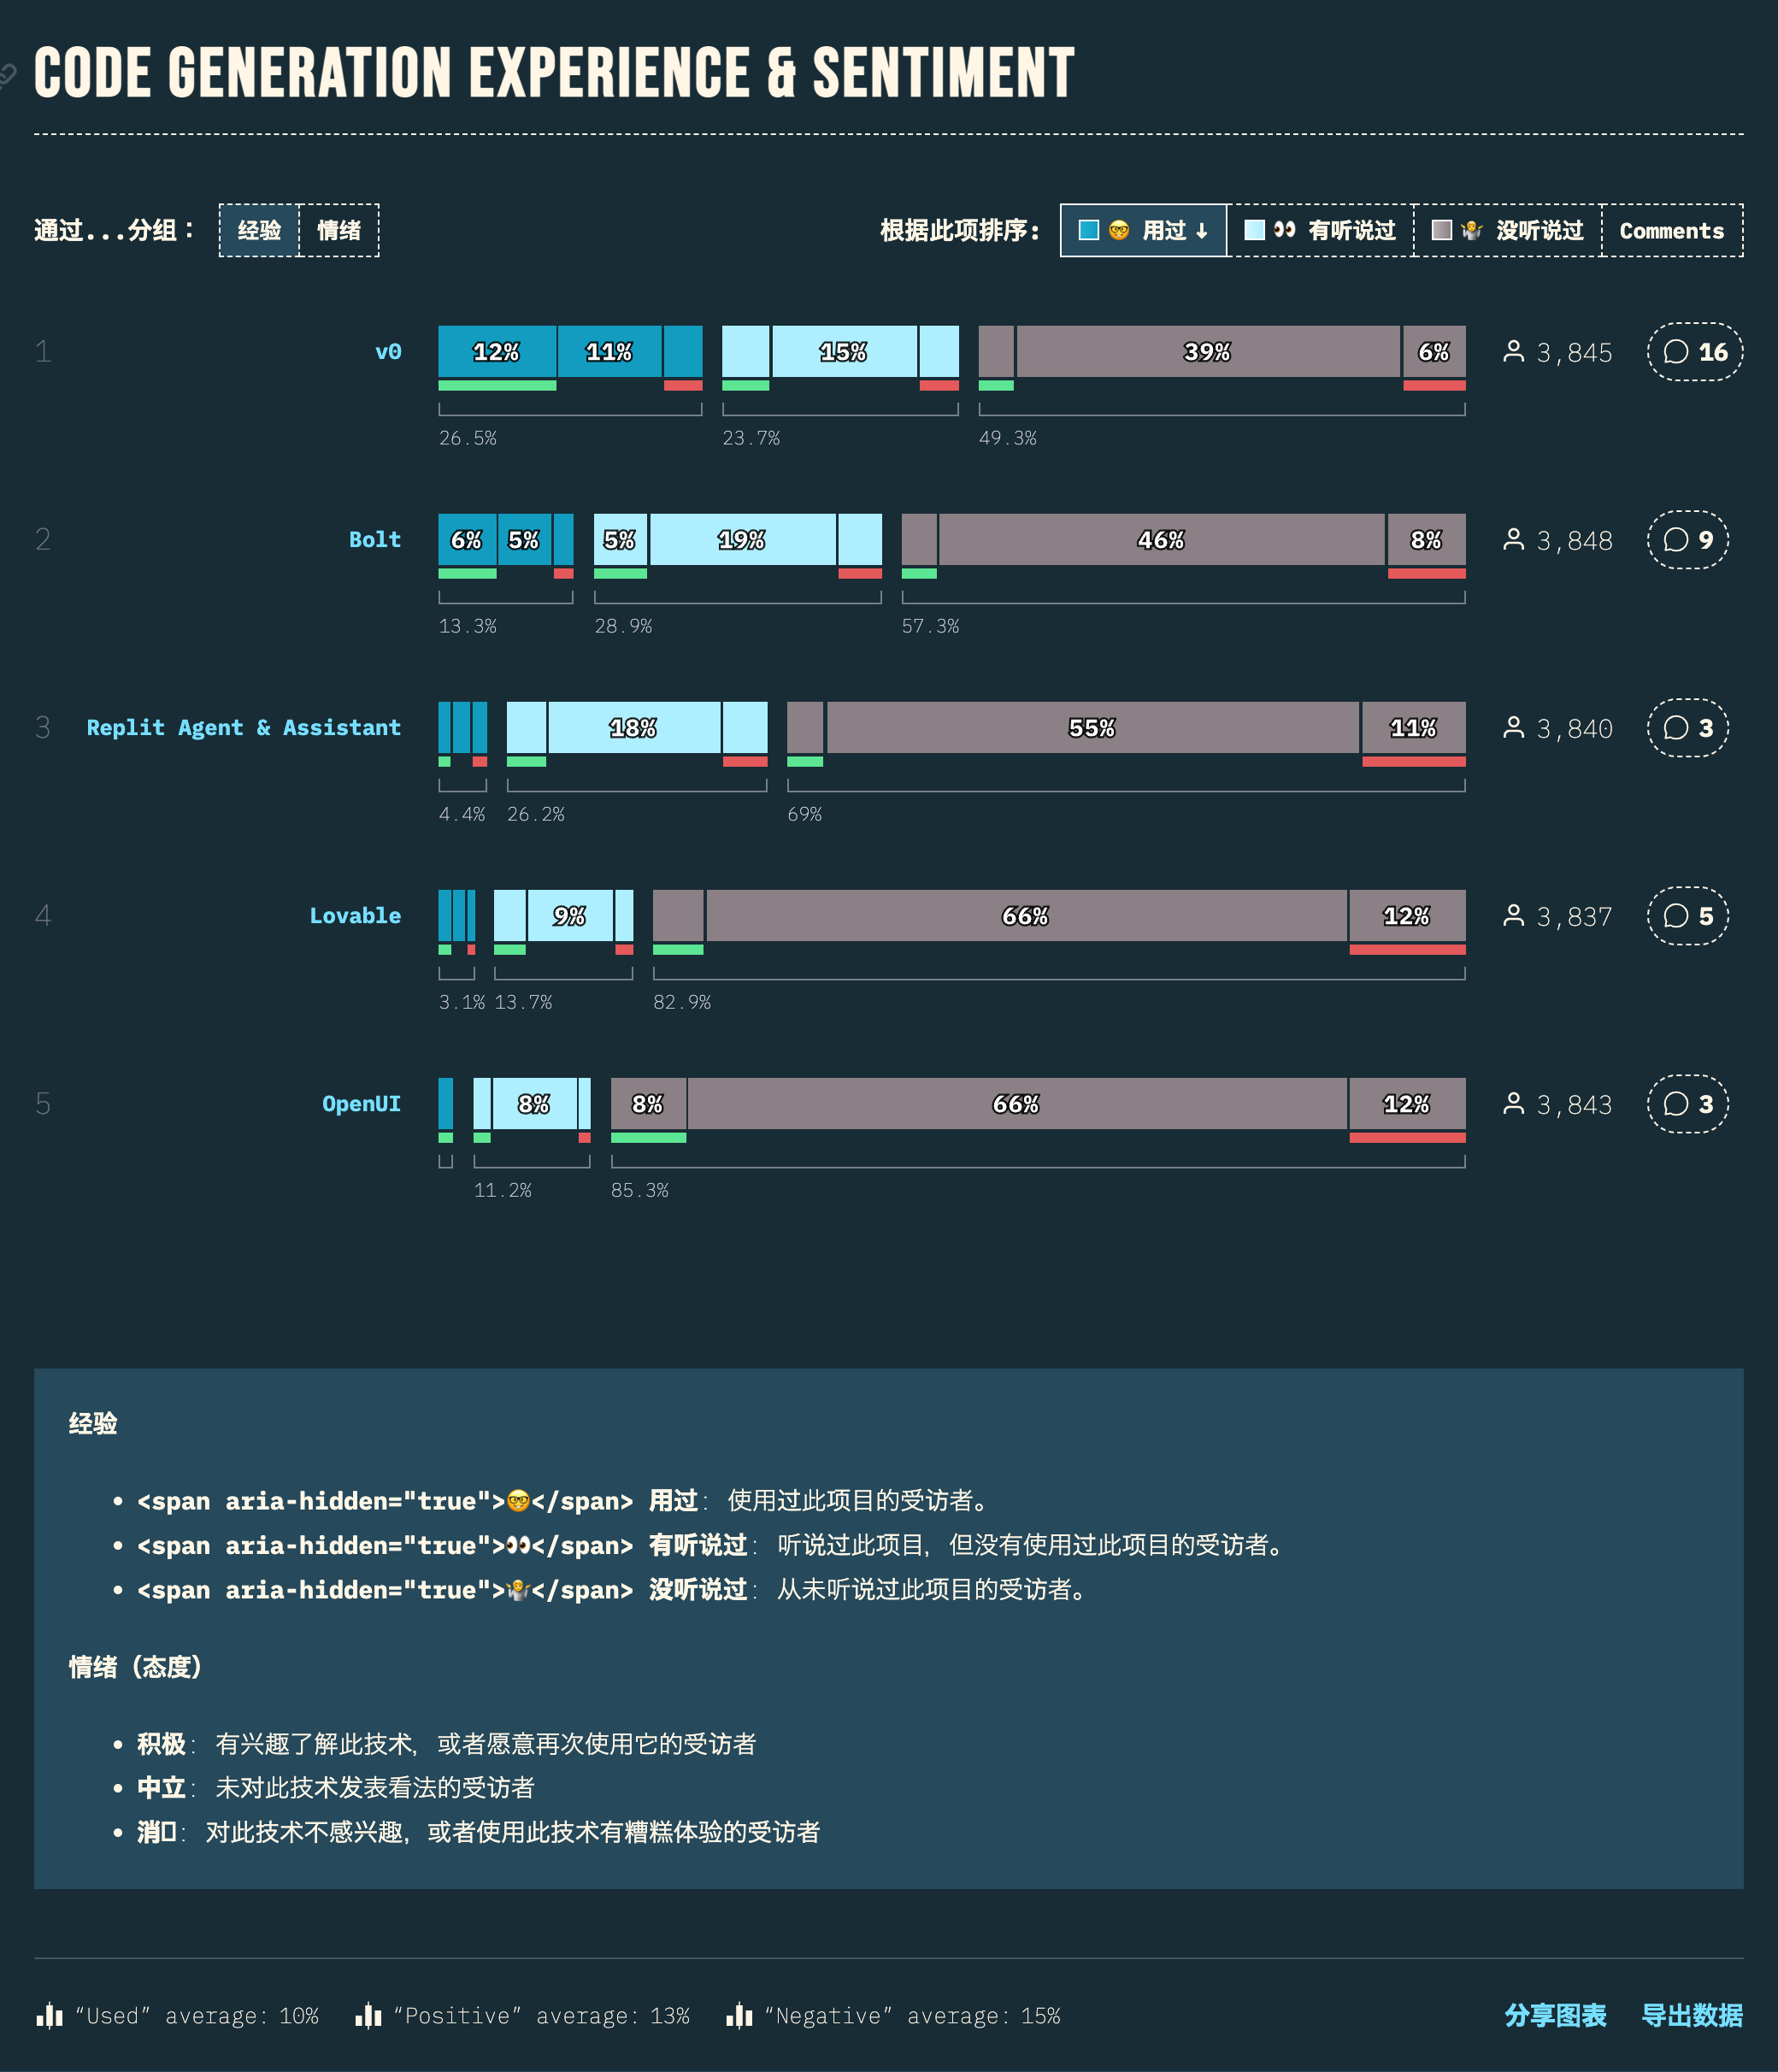 CODE GENERATION EXPERIENCE & SENTIMENT
通过...分组： 经验 情绪 根据此项排序： 🤓 用过 ↓ 👀 有听说过 🤷 没听说过 Comments
1 v0 12% 11% 15% 39% 6% 3,845 16
26.5% 23.7% 49.3%
2 Bolt 6% 5% 5% 19% 46% 8% 3,848 9
13.3% 28.9% 57.3%
3 Replit Agent & Assistant 18% 55% 11% 3,840 3
4.4% 26.2% 69%
4 Lovable 9% 66% 12% 3,837 5
3.1% 13.7% 82.9%
5 OpenUI 8% 8% 66% 12% 3,843 3
11.2% 85.3%
经验
• <span aria-hidden="true">🤓</span> 用过： 使用过此项目的受访者。
• <span aria-hidden="true">👀</span> 有听说过： 听说过此项目，但没有使用过此项目的受访者。
• <span aria-hidden="true">🤷</span> 没听说过： 从未听说过此项目的受访者。
情绪（态度）
• 积极： 有兴趣了解此技术，或者愿意再次使用它的受访者
• 中立： 未对此技术发表看法的受访者
• 消▯： 对此技术不感兴趣，或者使用此技术有糟糕体验的受访者
“Used” average: 10% “Positive” average: 13% “Negative” average: 15% 分享图表 导出数据